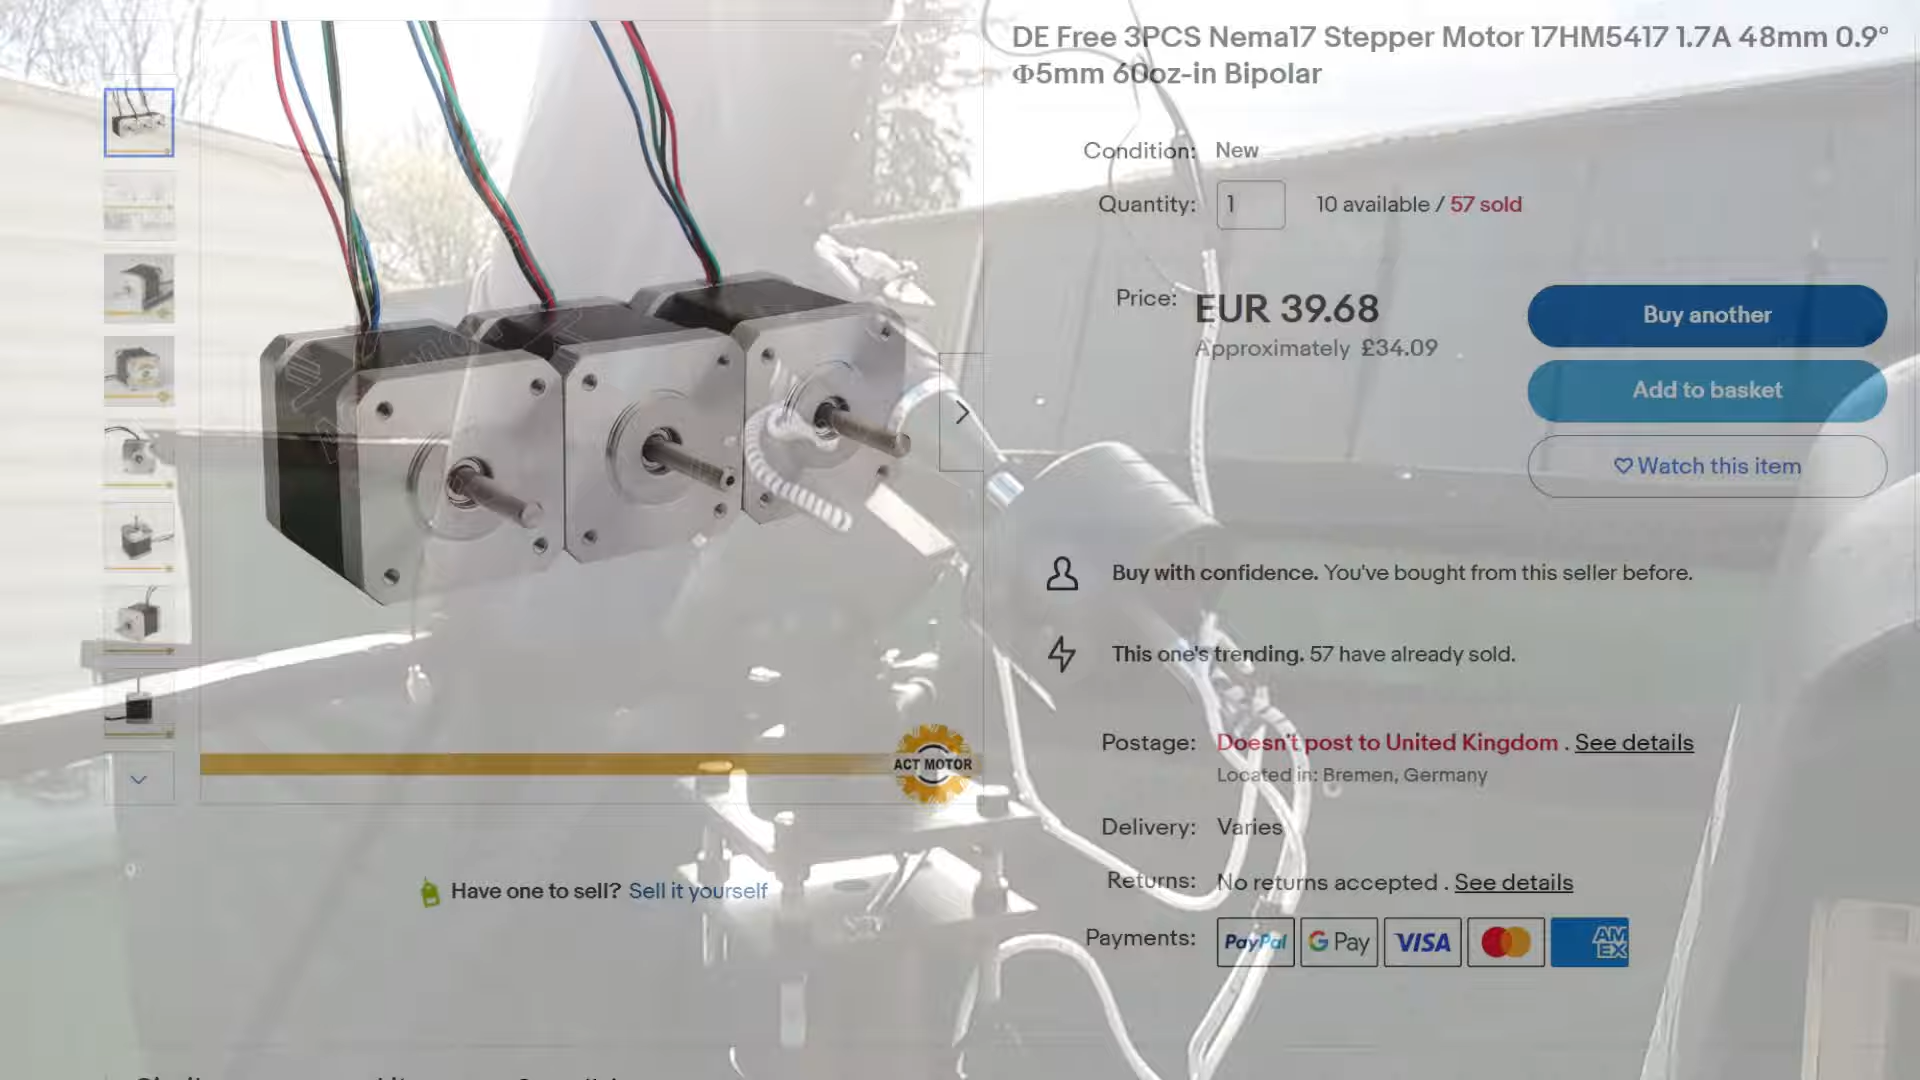 DE Free 3PCS Nema17 Stepper Motor 17HM5417 1.7A 48mm 0.9°
Φ5mm 60oz-in Bipolar
Condition: New
Quantity: 1 10 available / 57 sold
Price: EUR 39.68
Approximately £34.09
Buy another
Add to basket
Watch this item
Buy with confidence. You've bought from this seller before.
This one's trending. 57 have already sold.
Postage: Doesn't post to United Kingdom . See details
Located in: Bremen, Germany
ACT MOTOR
Delivery: Varies
Returns: No returns accepted . See details
Have one to sell? Sell it yourself
Payments: PayPal G Pay VISA AM EX